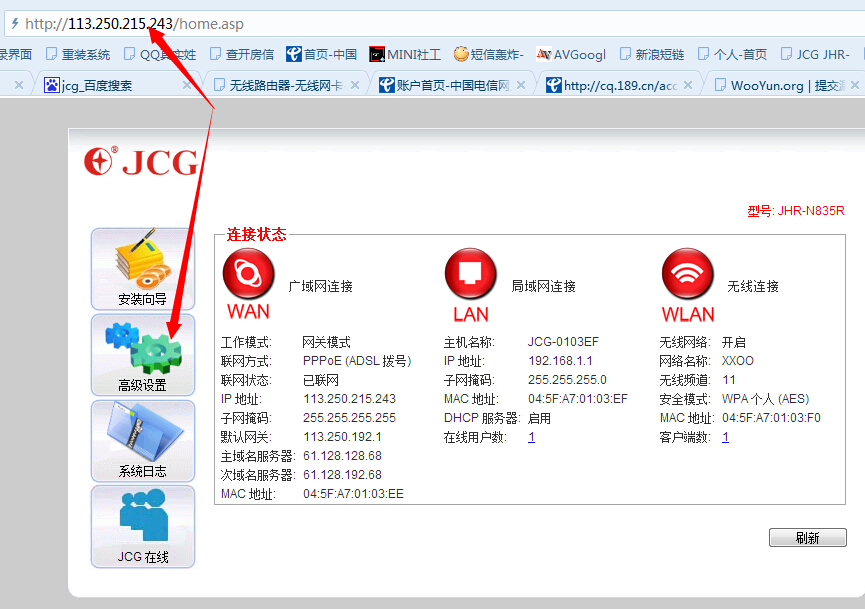 http://113.250.215.243/home.asp
录界面 重装系统 QQ真实姓 查开房信 首页-中国 MINI社工 短信轰炸- AVGoogl 新浪短链 个人-首页 JCG JHR-
jcg_百度搜索 无线路由器-无线网卡- 账户首页-中国电信网 http://cq.189.cn/acc WooYun.org | 提交
JCG
型号: JHR-N835R
连接状态
安装向导
高级设置
系统日志
JCG 在线
WAN 广域网连接
工作模式: 网关模式
联网方式: PPPoE (ADSL 拨号)
联网状态: 已联网
IP 地址: 113.250.215.243
子网掩码: 255.255.255.255
默认网关: 113.250.192.1
主域名服务器: 61.128.128.68
次域名服务器: 61.128.192.68
MAC 地址: 04:5F:A7:01:03:EE
LAN 局域网连接
主机名称: JCG-0103EF
IP 地址: 192.168.1.1
子网掩码: 255.255.255.0
MAC 地址: 04:5F:A7:01:03:EF
DHCP 服务器: 启用
在线用户数: 1
WLAN 无线连接
无线网络: 开启
网络名称: XXOO
无线频道: 11
安全模式: WPA 个人 (AES)
MAC 地址: 04:5F:A7:01:03:F0
客户端数: 1
刷新